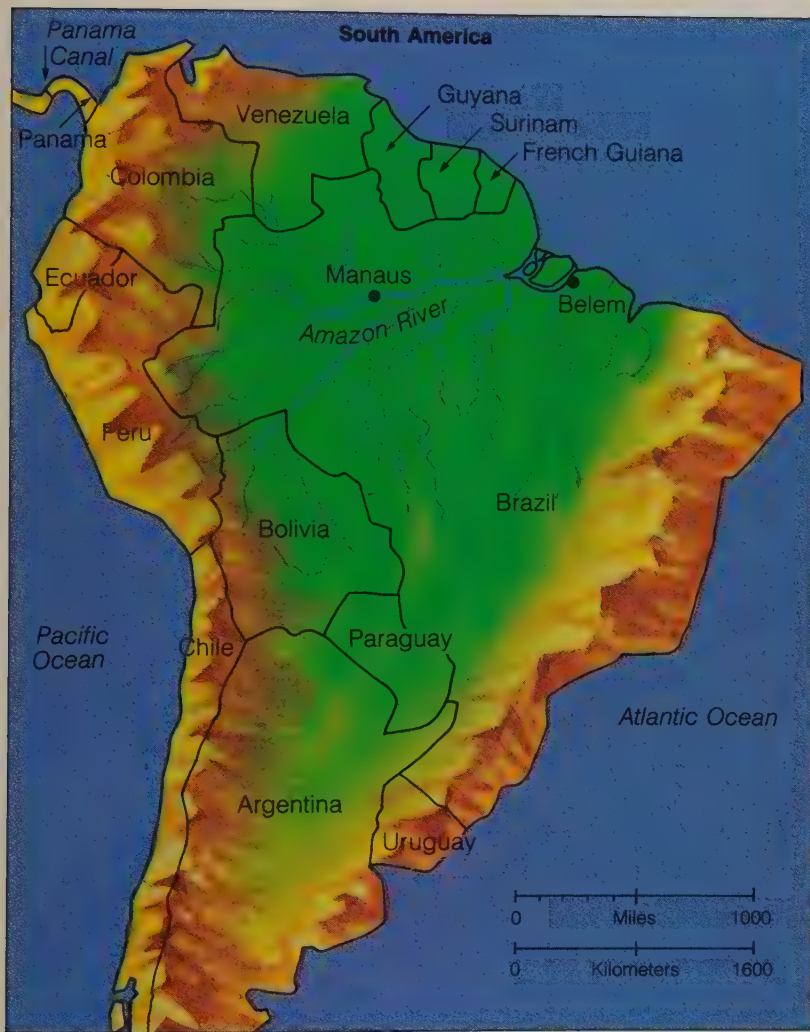 South America
Panama
Canal
Panama
Venezuela
Guyana
Surinam
French Guiana
Colombia
Ecuador
Manaus
Amazon River
Belem
Peru
Brazil
Bolivia
Pacific
Ocean
Chile
Paraguay
Atlantic Ocean
Argentina
Uruguay
0 Miles 1000
0 Kilometers 1600